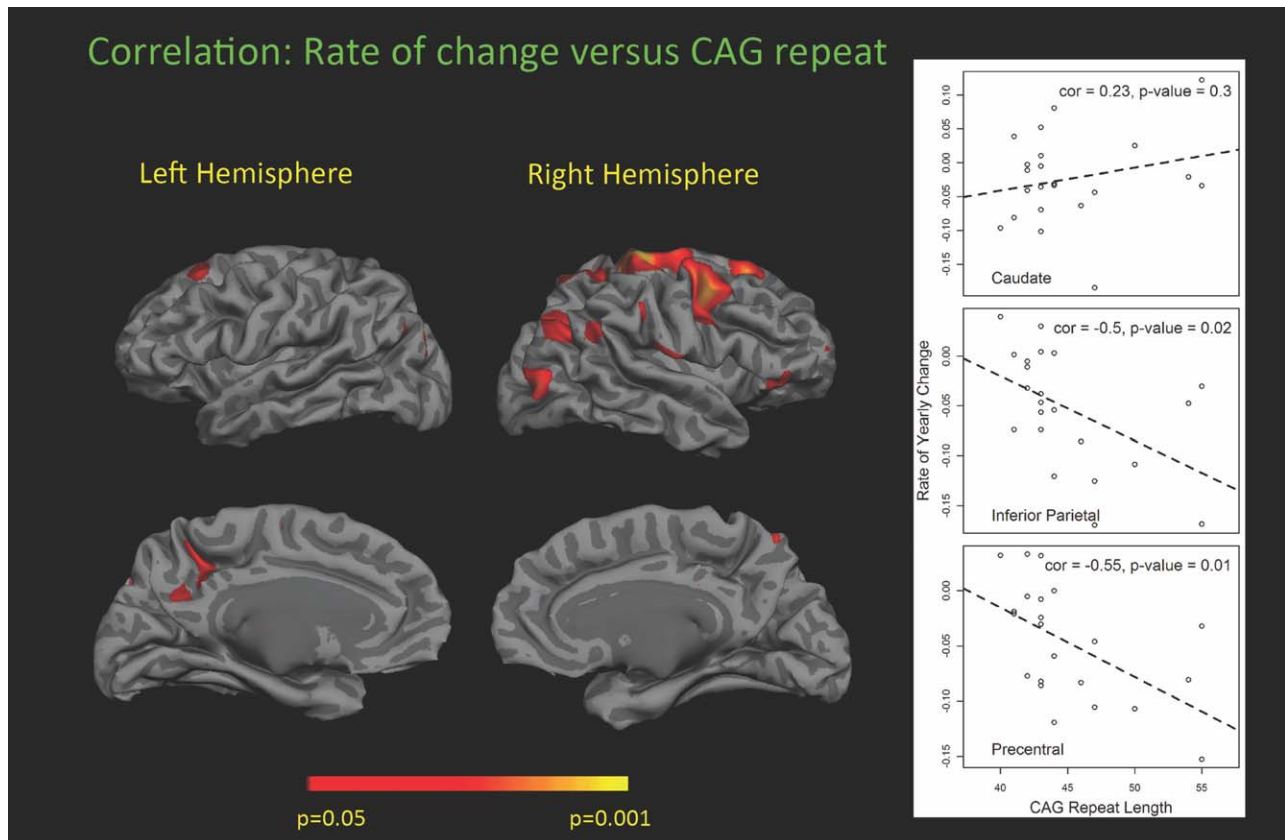 Correlation: Rate of change versus CAG repeat
Left Hemisphere
Right Hemisphere
p=0.05
p=0.001
Rate of Yearly Change
cor = 0.23, p-value = 0.3
0.10
0.05
0.00
-0.05
-0.10
-0.15
Caudate
cor = -0.5, p-value = 0.02
0.00
-0.05
-0.10
-0.15
Inferior Parietal
cor = -0.55, p-value = 0.01
0.00
-0.05
-0.10
-0.15
Precentral
40 45 50 55
CAG Repeat Length